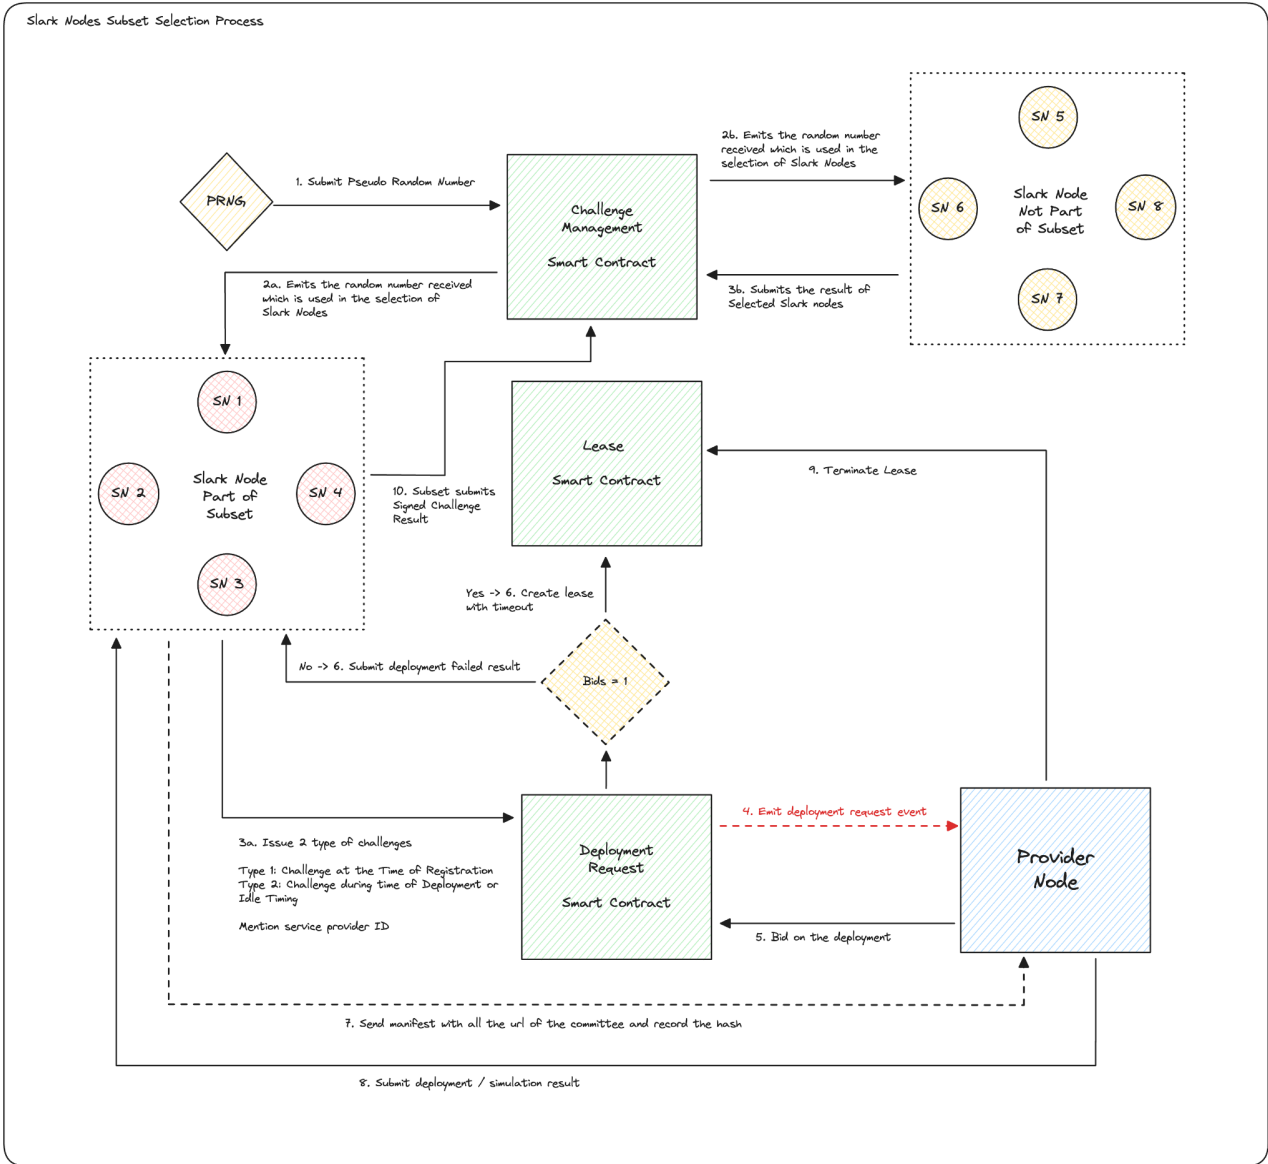 Slark Nodes Subset Selection Process
PRNG
1. Submit Pseudo Random Number
Challenge
Management
Smart Contract
2b. Emits the random number
received which is used in the
selection of Slark Nodes
SN 5
SN 6
Slark Node
Not Part
of Subset
SN 8
SN 7
3b. Submits the result of
Selected Slark nodes
2a. Emits the random number received
which is used in the selection of
Slark Nodes
SN 1
SN 2
Slark Node
Part of
Subset
SN 4
SN 3
10. Subset submits
Signed Challenge
Result
Lease
Smart Contract
9. Terminate Lease
Yes -> 6. Create lease
with timeout
No -> 6. Submit deployment failed result
Bids = 1
3a. Issue 2 type of challenges
Type 1: Challenge at the Time of Registration
Type 2: Challenge during time of Deployment or
Idle Timing
Mention service provider ID
Deployment
Request
Smart Contract
4. Emit deployment request event
Provider
Node
5. Bid on the deployment
7. Send manifest with all the url of the committee and record the hash
8. Submit deployment / simulation result